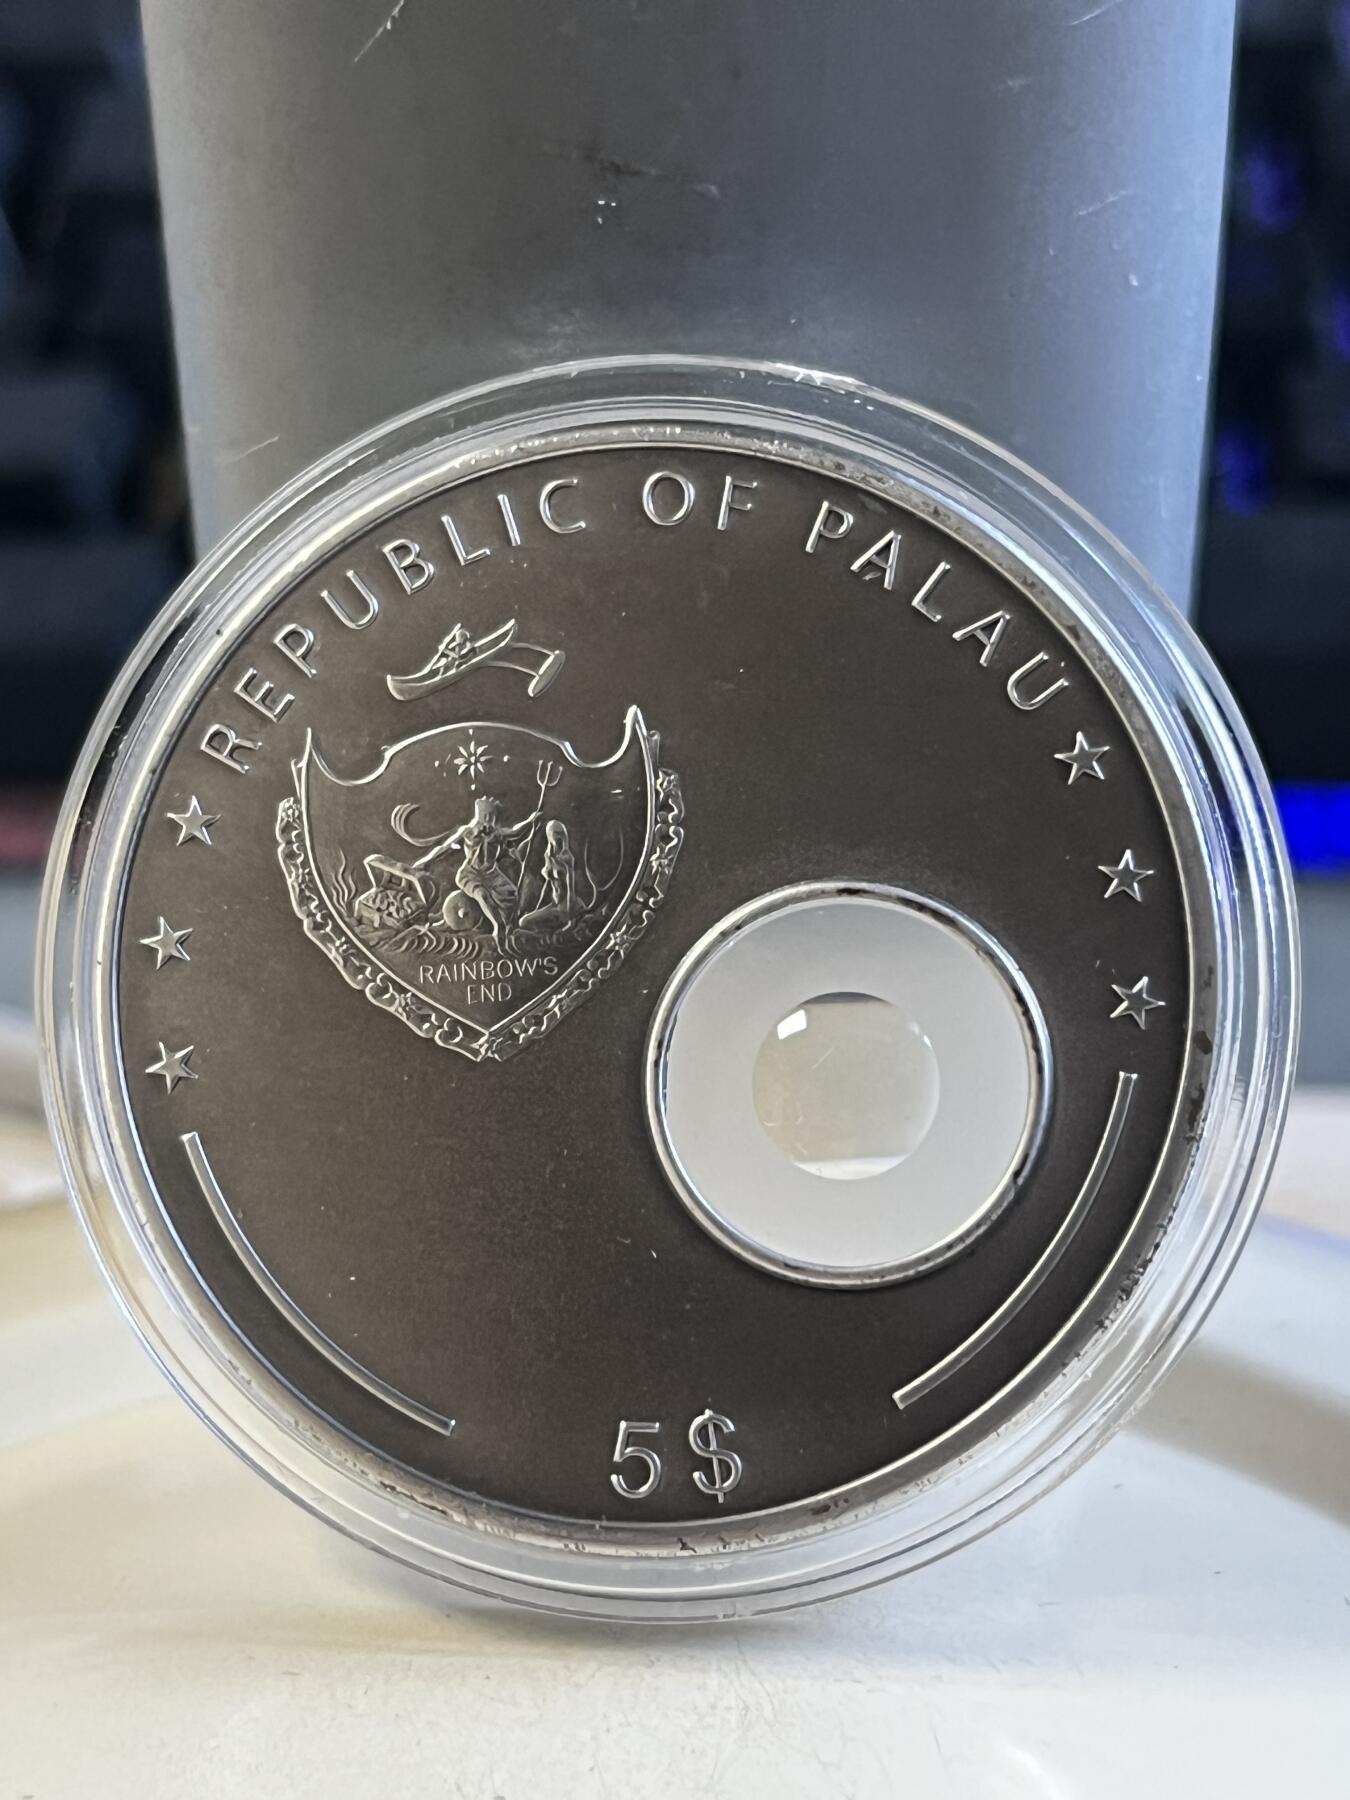 REPUBLIC OF PALAU
RAINBOW'S
END
5$